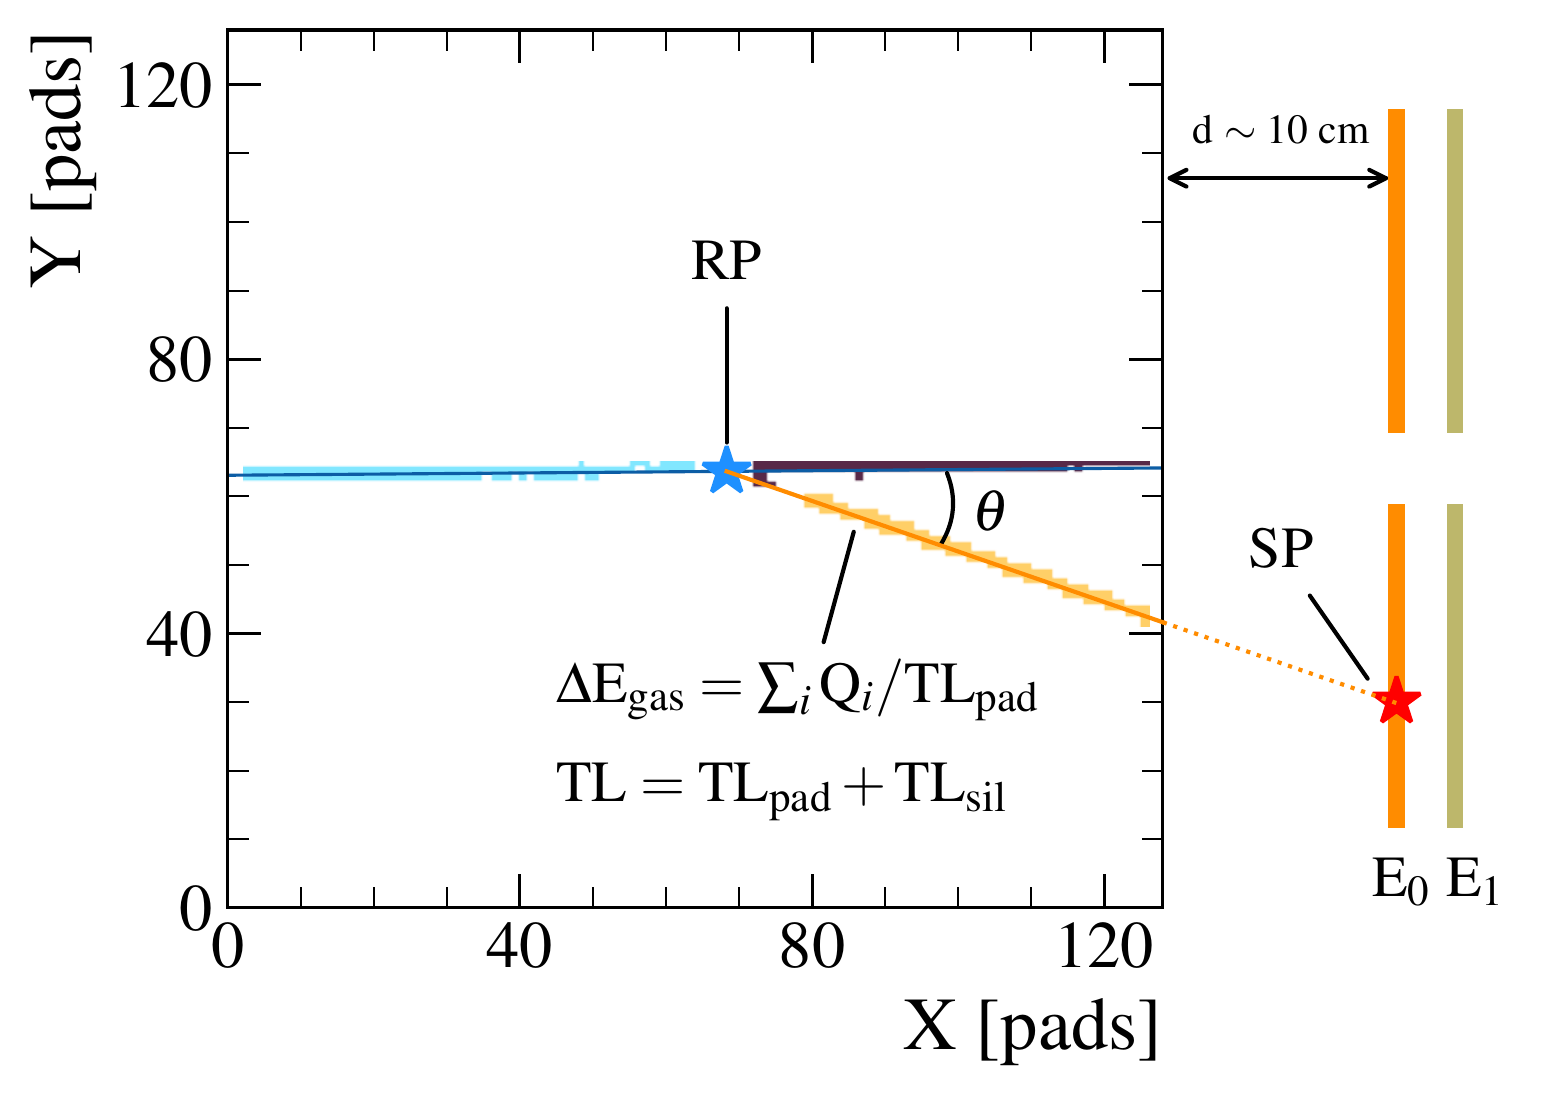 Y [pads]
120
80
40
0
0 40 80 120
X [pads]
d ∼ 10 cm
RP
θ
SP
ΔE_gas = ∑_i Q_i/TL_pad
TL = TL_pad + TL_sil
E_0 E_1